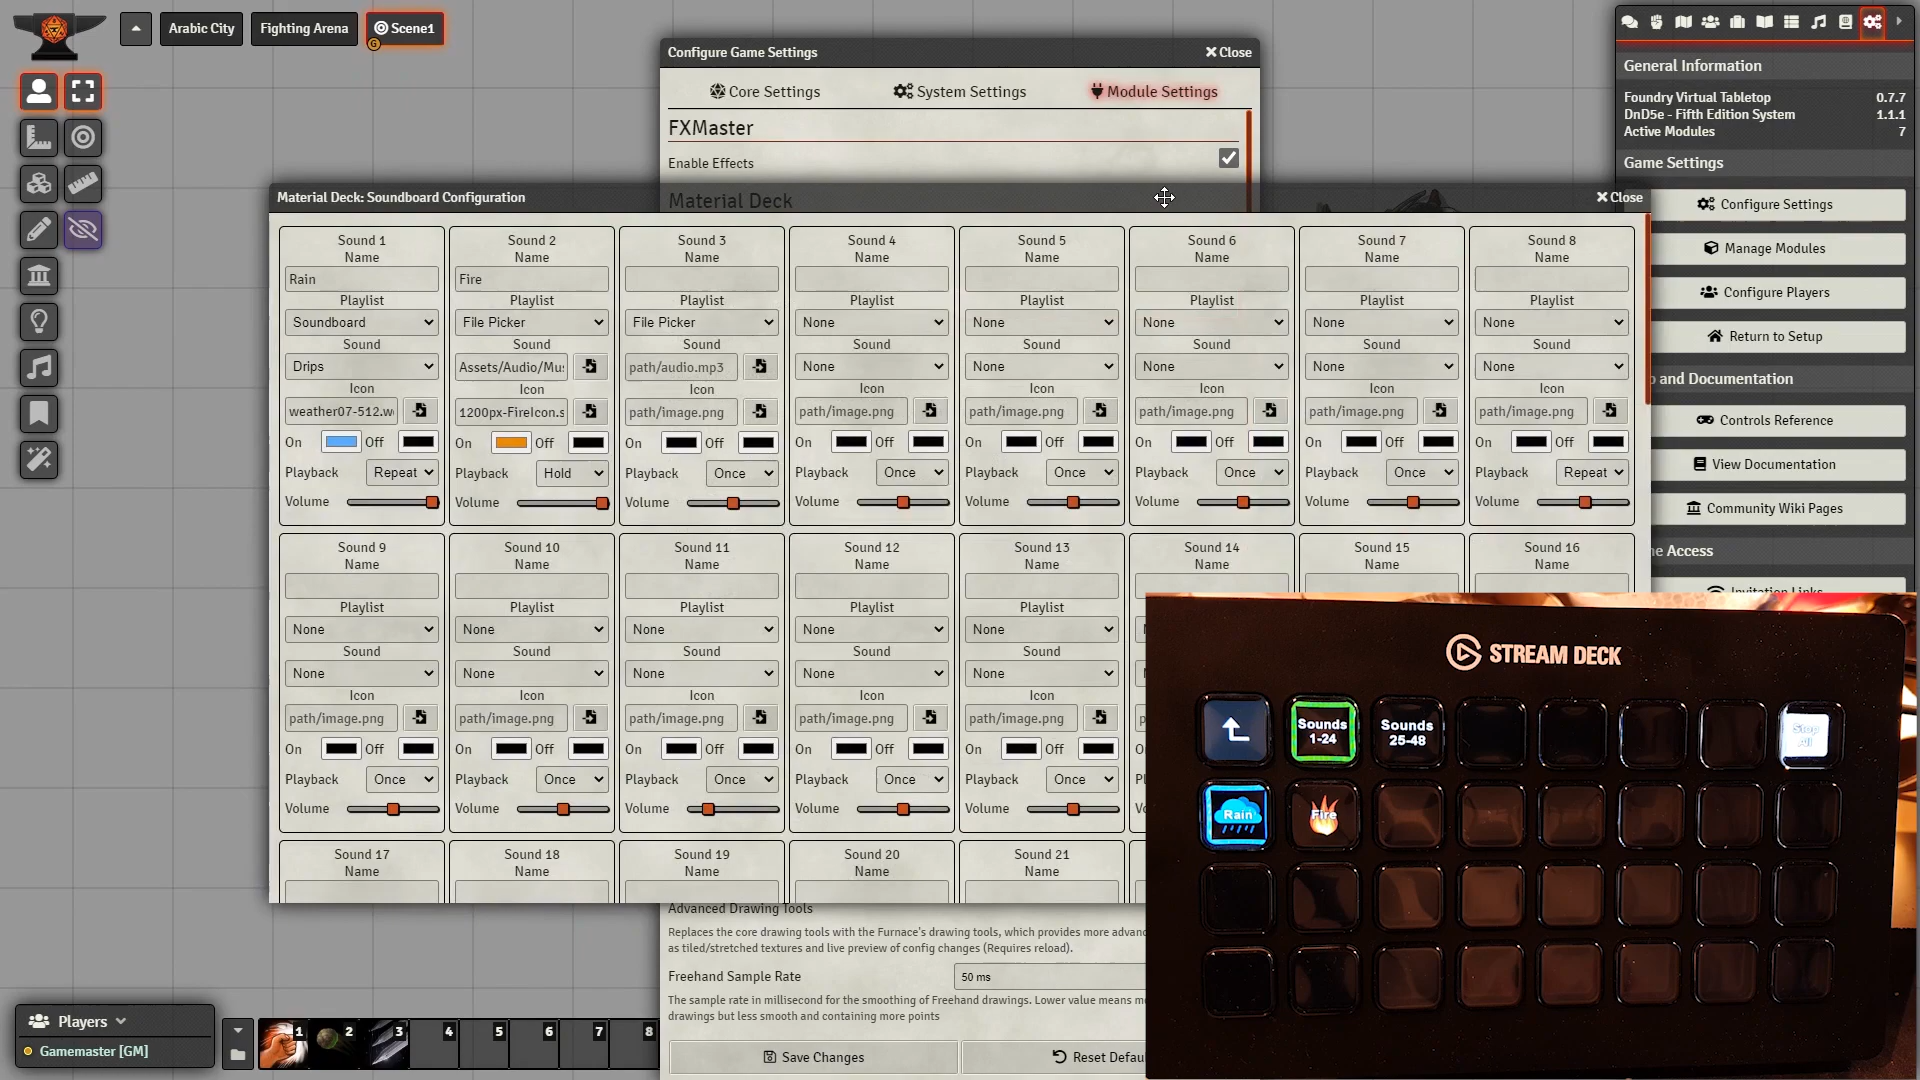 Arabic City
Fighting Arena
Scene1
G
Configure Game Settings
Close
Core Settings
System Settings
Module Settings
FXMaster
Enable Effects
Material Deck
General Information
Foundry Virtual Tabletop 0.7.7
DnD5e - Fifth Edition System 1.1.1
Active Modules 7
Game Settings
Configure Settings
Manage Modules
Configure Players
Return to Setup
and Documentation
Controls Reference
View Documentation
Community Wiki Pages
Access
Invitation Links
Material Deck: Soundboard Configuration
Close
Sound 1 Sound 2 Sound 3 Sound 4 Sound 5 Sound 6 Sound 7 Sound 8
Name Name Name Name Name Name Name Name
Rain Fire
Playlist Playlist Playlist Playlist Playlist Playlist Playlist Playlist
Soundboard File Picker File Picker None None None None None
Sound Sound Sound Sound Sound Sound Sound Sound
Drips Assets/Audio/Mu path/audio.mp3 None None None None None
Icon Icon Icon Icon Icon Icon Icon Icon
weather07-512.w 1200px-FireIcon.s path/image.png path/image.png path/image.png path/image.png path/image.png path/image.png
On Off On Off On Off On Off On Off On Off On Off On Off
Playback Repeat Playback Hold Playback Once Playback Once Playback Once Playback Once Playback Once Playback Repeat
Volume Volume Volume Volume Volume Volume Volume Volume
Sound 9 Sound 10 Sound 11 Sound 12 Sound 13 Sound 14 Sound 15 Sound 16
Name Name Name Name Name Name Name Name
Playlist Playlist Playlist Playlist Playlist
None None None None None
Sound Sound Sound Sound Sound
None None None None None
Icon Icon Icon Icon Icon
path/image.png path/image.png path/image.png path/image.png path/image.png
On Off On Off On Off On Off On Off
Playback Once Playback Once Playback Once Playback Once Playback Once
Volume Volume Volume Volume Volume
Sound 17 Sound 18 Sound 19 Sound 20 Sound 21
Name Name Name Name Name
Advanced Drawing Tools
Replaces the core drawing tools with the Furnace's drawing tools, which provides more advanc
as tiled/stretched textures and live preview of config changes (Requires reload).
Freehand Sample Rate 50 ms
The sample rate in millisecond for the smoothing of Freehand drawings. Lower value means m
drawings but less smooth and containing more points
Save Changes
Reset Defau
Players
Gamemaster [GM]
1 2 3 4 5 6 7 8
STREAM DECK
Sounds
1-24
Sounds
25-48
Stop
All
Rain
Fire